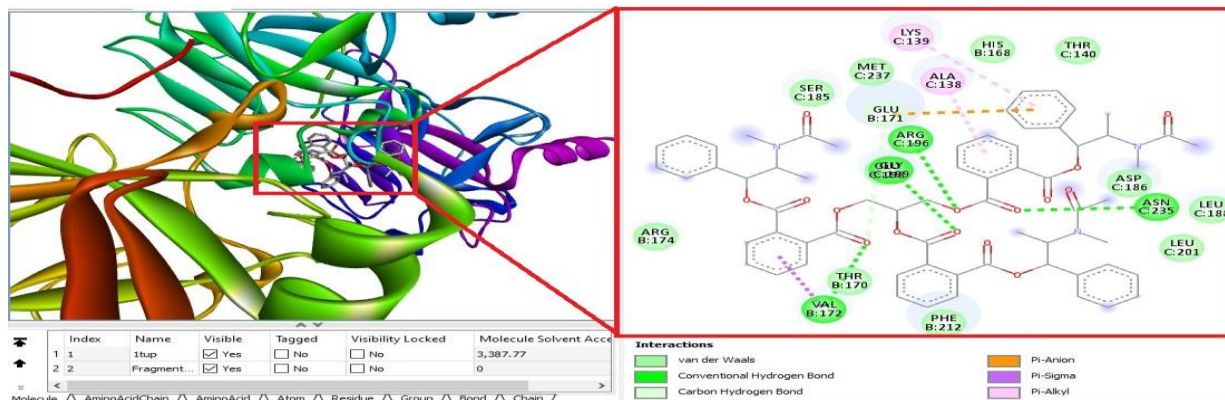 LYS
C:139
HIS
B:168
THR
C:140
MET
C:237
ALA
C:138
SER
C:185
GLU
B:171
ARG
C:196
GLY
ASP
C:186
ASN
C:235
LEU
C:188
ARG
B:174
LEU
C:201
THR
B:170
VAL
B:172
PHE
B:212
N
O
Index Name Visible Tagged Visibility Locked Molecule Solvent Acce
1 1 1tup Yes No No 3,387.77
2 2 Fragment... Yes No No 0
Molecule AminoAcidChain AminoAcid Atom Residue Group Bond Chain
Interactions
van der Waals
Conventional Hydrogen Bond
Carbon Hydrogen Bond
Pi-Anion
Pi-Sigma
Pi-Alkyl